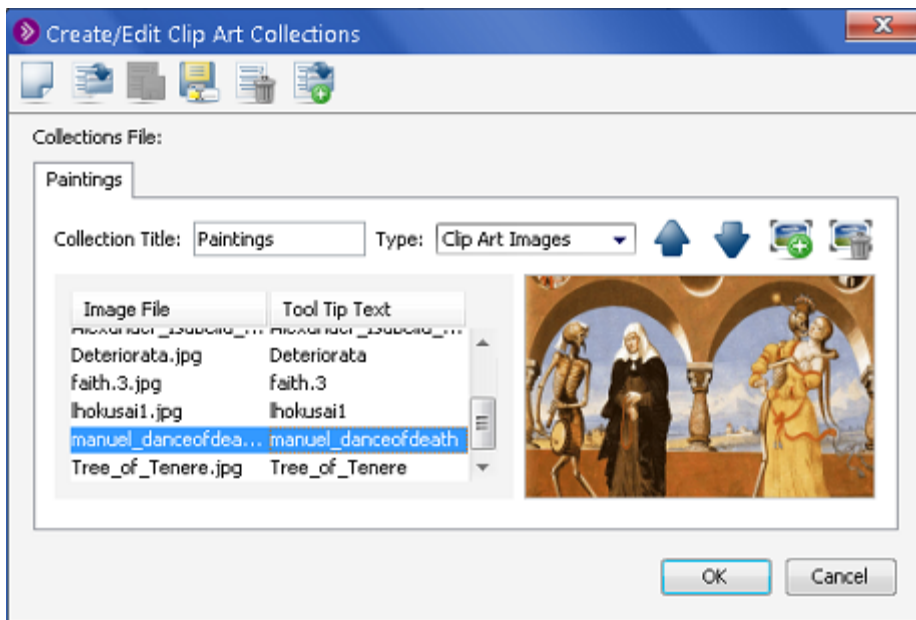 Create/Edit Clip Art Collections
Collections File:
Paintings
Collection Title: Paintings Type: Clip Art Images
Image File Tool Tip Text
Deteriorata.jpg Deteriorata
faith.3.jpg faith.3
lhokusai1.jpg lhokusai1
manuel_danceofdea... manuel_danceofdeath
Tree_of_Tenere.jpg Tree_of_Tenere
OK Cancel